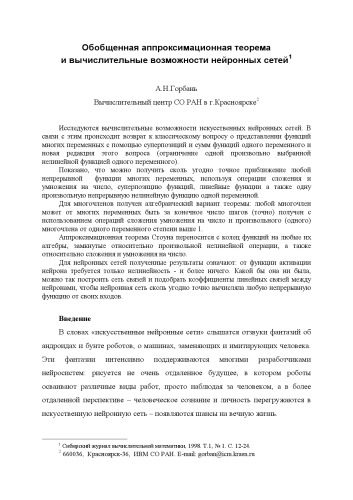 Обобщенная аппроксимационная теорема
и вычислительные возможности нейронных сетей1
А.Н.Горбань
Вычислительный центр СО РАН в г.Красноярске2
Исследуются вычислительные возможности искусственных нейронных сетей. В
связи с этим происходит возврат к классическому вопросу о представлении функций
многих переменных с помощью суперпозиций и сумм функций одного переменного и
новая редакция этого вопроса (ограничение одной произвольно выбранной
нелинейной функцией одного переменного).
Показано, что можно получить сколь угодно точное приближение любой
непрерывной функции многих переменных, используя операции сложения и
умножения на число, суперпозицию функций, линейные функции а также одну
произвольную непрерывную нелинейную функцию одной переменной.
Для многочленов получен алгебраический вариант теоремы: любой многочлен
может от многих переменных быть за конечное число шагов (точно) получен с
использованием операций сложения умножения на число и произвольного (одного)
многочлена от одного переменного степени выше 1.
Аппроксимационная теорема Стоуна переносится с колец функций на любые их
алгебры, замкнутые относительно произвольной нелинейной операции, а также
относительно сложения и умножения на число.
Для нейронных сетей полученные результаты означают: от функции активации
нейрона требуется только нелинейность - и более ничего. Какой бы она ни была,
можно так построить сеть связей и подобрать коэффициенты линейных связей между
нейронами, чтобы нейронная сеть сколь угодно точно вычисляла любую непрерывную
функцию от своих входов.
Введение
В словах «искусственные нейронные сети» слышатся отзвуки фантазий об
андроидах и бунте роботов, о машинах, заменяющих и имитирующих человека.
Эти фантазии интенсивно поддерживаются многими разработчиками
нейросистем: рисуется не очень отдаленное будущее, в котором роботы
осваивают различные виды работ, просто наблюдая за человеком, а в более
отдаленной перспективе – человеческое сознание и личность перегружаются в
искусственную нейронную сеть – появляются шансы на вечную жизнь.
1 Сибирский журнал вычислительной математики, 1998. Т.1, № 1. С. 12-24.
2 660036, Красноярск-36, ИВМ СО РАН. E-mail: gorban@icm.krasn.ru